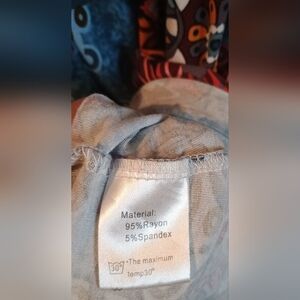 Material:
95%Rayon
5%Spandex
30°
"The maximum
temp30°